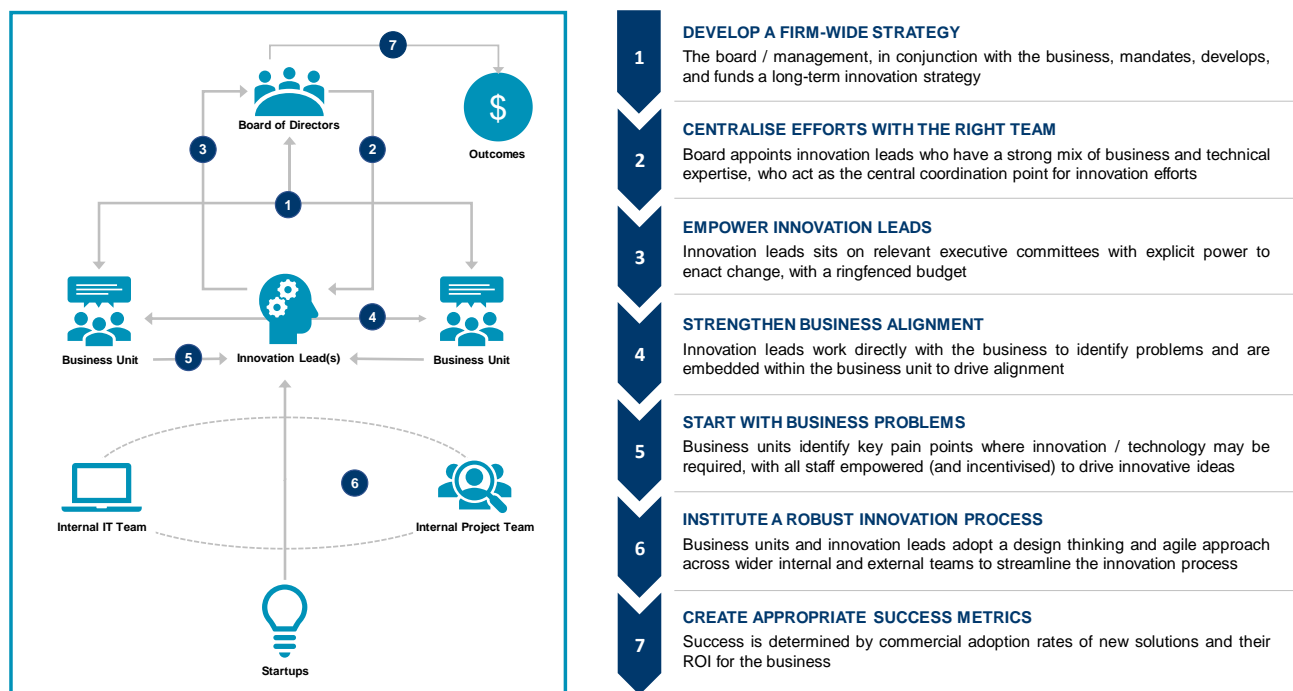 7
Board of Directors
$
Outcomes
3
2
1
Business Unit
4
Business Unit
5
Innovation Lead(s)
6
Internal IT Team
Internal Project Team
Startups
1
DEVELOP A FIRM-WIDE STRATEGY
The board / management, in conjunction with the business, mandates, develops,
and funds a long-term innovation strategy
2
CENTRALISE EFFORTS WITH THE RIGHT TEAM
Board appoints innovation leads who have a strong mix of business and technical
expertise, who act as the central coordination point for innovation efforts
3
EMPOWER INNOVATION LEADS
Innovation leads sits on relevant executive committees with explicit power to
enact change, with a ringfenced budget
4
STRENGTHEN BUSINESS ALIGNMENT
Innovation leads work directly with the business to identify problems and are
embedded within the business unit to drive alignment
5
START WITH BUSINESS PROBLEMS
Business units identify key pain points where innovation / technology may be
required, with all staff empowered (and incentivised) to drive innovative ideas
6
INSTITUTE A ROBUST INNOVATION PROCESS
Business units and innovation leads adopt a design thinking and agile approach
across wider internal and external teams to streamline the innovation process
7
CREATE APPROPRIATE SUCCESS METRICS
Success is determined by commercial adoption rates of new solutions and their
ROI for the business